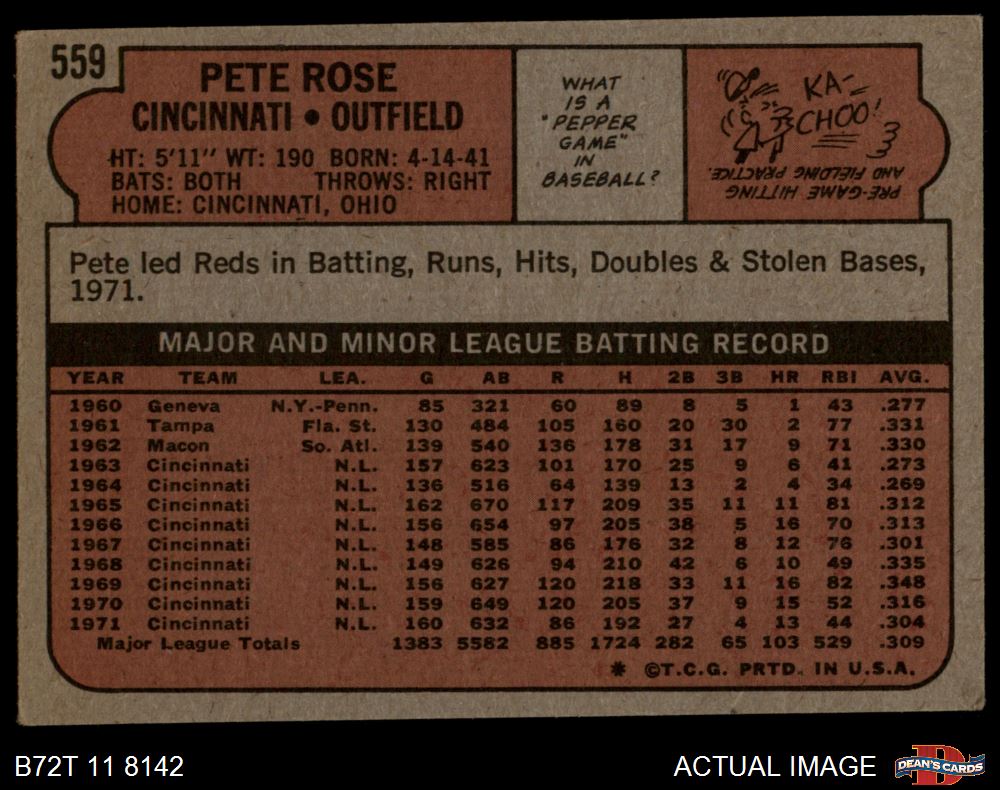 559
PETE ROSE
CINCINNATI • OUTFIELD
HT: 5'11" WT: 190 BORN: 4-14-41
BATS: BOTH THROWS: RIGHT
HOME: CINCINNATI, OHIO
WHAT
IS A
"PEPPER
GAME"
IN
BASEBALL?
KA-
CHOO!
PRE-GAME HITTING
AND FIELDING PRACTICE.
Pete led Reds in Batting, Runs, Hits, Doubles & Stolen Bases,
1971.
MAJOR AND MINOR LEAGUE BATTING RECORD
YEAR TEAM LEA. G AB R H 2B 3B HR RBI AVG.
1960 Geneva N.Y.-Penn. 85 321 60 89 8 5 1 43 .277
1961 Tampa Fla. St. 130 484 105 160 20 30 2 77 .331
1962 Macon So. Atl. 139 540 136 178 31 17 9 71 .330
1963 Cincinnati N.L. 157 623 101 170 25 9 6 41 .273
1964 Cincinnati N.L. 136 516 64 139 13 2 4 34 .269
1965 Cincinnati N.L. 162 670 117 209 35 11 11 81 .312
1966 Cincinnati N.L. 156 654 97 205 38 5 16 70 .313
1967 Cincinnati N.L. 148 585 86 176 32 8 12 76 .301
1968 Cincinnati N.L. 149 626 94 210 42 6 10 49 .335
1969 Cincinnati N.L. 156 627 120 218 33 11 16 82 .348
1970 Cincinnati N.L. 159 649 120 205 37 9 15 52 .316
1971 Cincinnati N.L. 160 632 86 192 27 4 13 44 .304
Major League Totals 1383 5582 885 1724 282 65 103 529 .309
* ©T.C.G. PRTD. IN U.S.A.
B72T 11 8142
ACTUAL IMAGE
D
DEAN'S CARDS